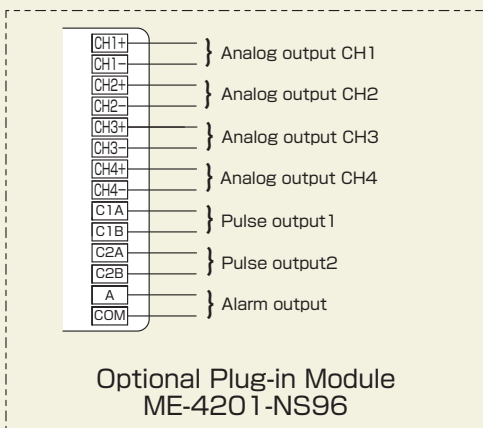 CH1+
CH1-
} Analog output CH1
CH2+
CH2-
} Analog output CH2
CH3+
CH3-
} Analog output CH3
CH4+
CH4-
} Analog output CH4
C1A
C1B
} Pulse output1
C2A
C2B
} Pulse output2
A
COM
} Alarm output
Optional Plug-in Module
ME-4201-NS96